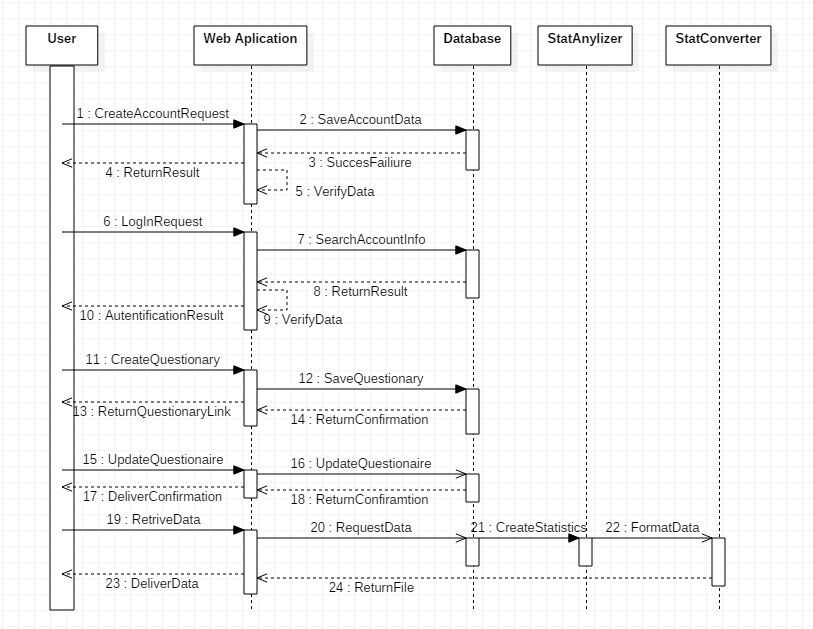 User
Web Aplication
Database
StatAnylizer
StatConverter
1 : CreateAccountRequest
2 : SaveAccountData
3 : SuccesFailiure
4 : ReturnResult
5 : VerifyData
6 : LogInRequest
7 : SearchAccountInfo
8 : ReturnResult
10 : AutentificationResult
9 : VerifyData
11 : CreateQuestionary
12 : SaveQuestionary
13 : ReturnQuestionaryLink
14 : ReturnConfirmation
15 : UpdateQuestionaire
16 : UpdateQuestionaire
17 : DeliverConfirmation
18 : ReturnConfiramtion
19 : RetriveData
20 : RequestData
21 : CreateStatistics
22 : FormatData
23 : DeliverData
24 : ReturnFile